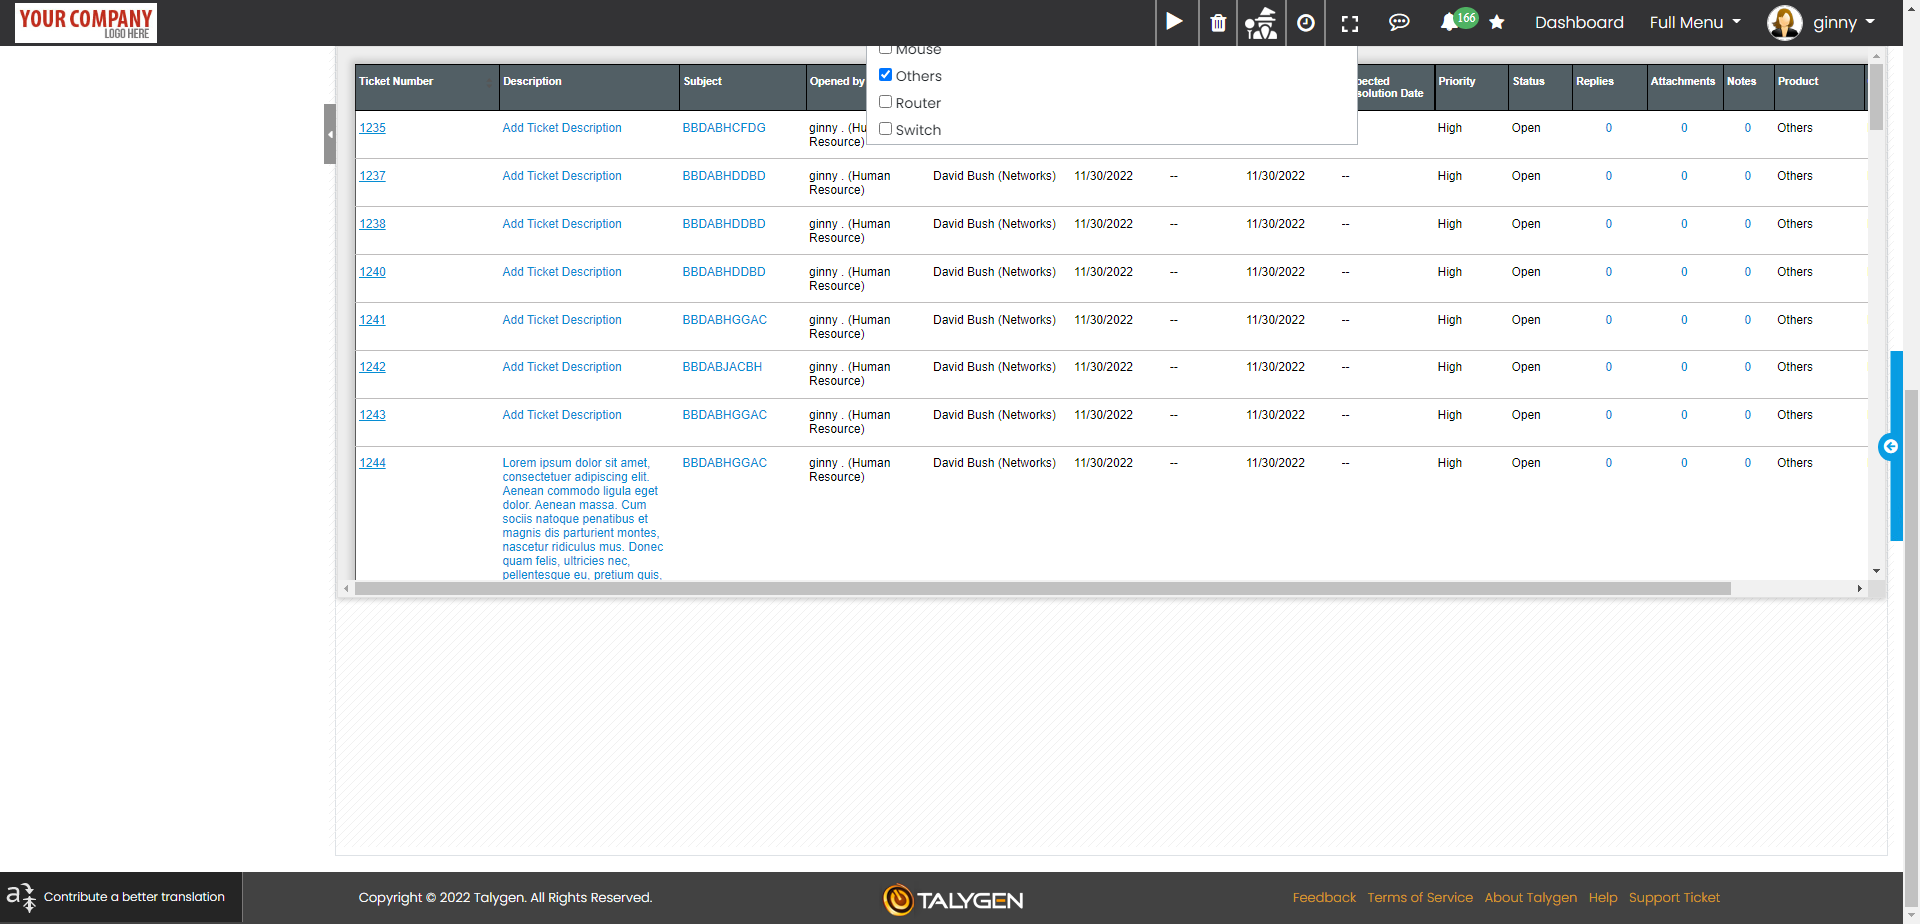 YOUR COMPANY
LOGO HERE
166
Dashboard
Full Menu
ginny
Mouse
Others
Router
Switch
Ticket Number Description Subject Opened by Priority Status Replies Attachments Notes Product
solution Date
1235 Add Ticket Description BBDABHCFDG ginny . High Open 0 0 0 Others
Resource)
1237 Add Ticket Description BBDABHDDBD ginny . (Human David Bush (Networks) 11/30/2022 -- 11/30/2022 -- High Open 0 0 0 Others
Resource)
1238 Add Ticket Description BBDABHDDBD ginny . (Human David Bush (Networks) 11/30/2022 -- 11/30/2022 -- High Open 0 0 0 Others
Resource)
1240 Add Ticket Description BBDABHDDBD ginny . (Human David Bush (Networks) 11/30/2022 -- 11/30/2022 -- High Open 0 0 0 Others
Resource)
1241 Add Ticket Description BBDABHGGAC ginny . (Human David Bush (Networks) 11/30/2022 -- 11/30/2022 -- High Open 0 0 0 Others
Resource)
1242 Add Ticket Description BBDABJACBH ginny . (Human David Bush (Networks) 11/30/2022 -- 11/30/2022 -- High Open 0 0 0 Others
Resource)
1243 Add Ticket Description BBDABHGGAC ginny . (Human David Bush (Networks) 11/30/2022 -- 11/30/2022 -- High Open 0 0 0 Others
Resource)
1244 Lorem ipsum dolor sit amet, BBDABHGGAC ginny . (Human David Bush (Networks) 11/30/2022 -- 11/30/2022 -- High Open 0 0 0 Others
consectetuer adipiscing elit. Resource)
Aenean commodo ligula eget
dolor. Aenean massa. Cum
sociis natoque penatibus et
magnis dis parturient montes,
nascetur ridiculus mus. Donec
quam felis, ultricies nec,
pellentesque eu, pretium quis,
Contribute a better translation
Copyright © 2022 Talygen. All Rights Reserved.
TALYGEN
Feedback Terms of Service About Talygen Help Support Ticket